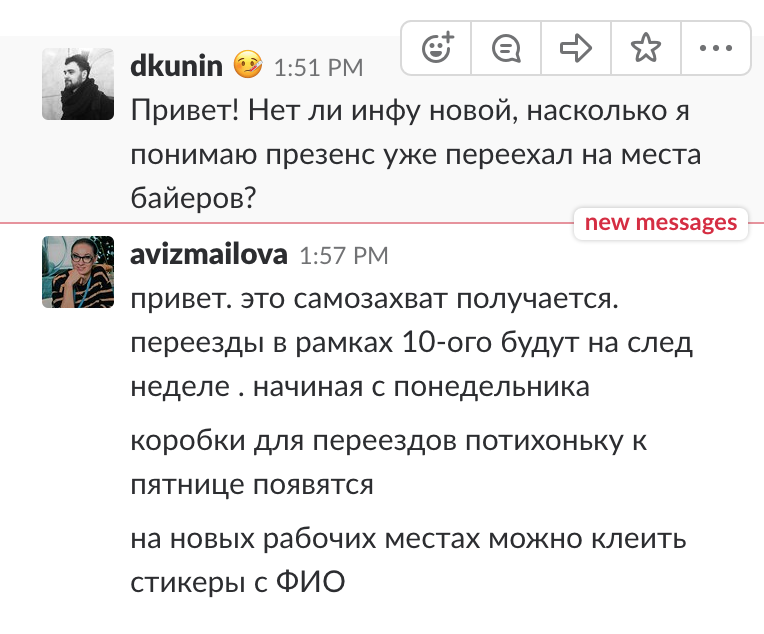 dkunin 1:51 PM
Привет! Нет ли инфу новой, насколько я
понимаю презенс уже переехал на места
байеров?
new messages
avizmailova 1:57 PM
привет. это самозахват получается.
переезды в рамках 10-ого будут на след
неделе . начиная с понедельника
коробки для переездов потихоньку к
пятнице появятся
на новых рабочих местах можно клеить
стикеры с ФИО